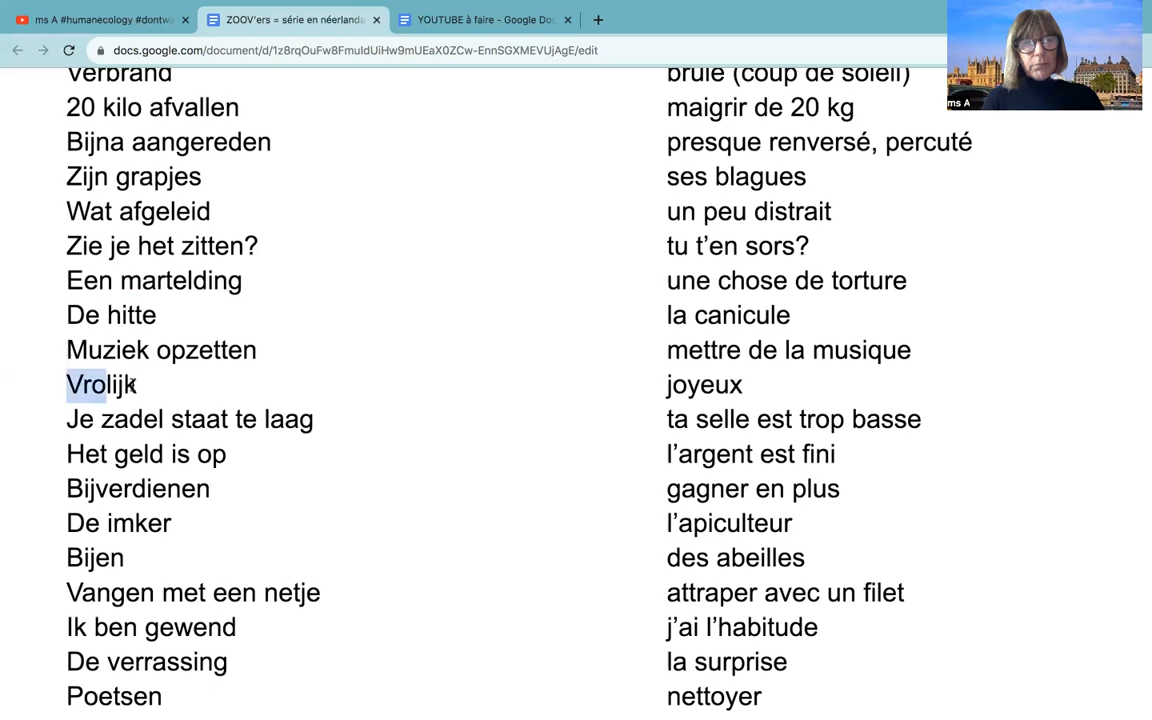 ms A #humanecology #dontwa
ZOOV'ers = série en néerlanda
YOUTUBE à faire - Google Doc
docs.google.com/document/d/1z8rqOuFw8FmuIdUiHw9mUEaX0ZCw-EnnSGXMEVUjAgE/edit
ms A
Verbrand brûlé (coup de soleil)
20 kilo afvallen maigrir de 20 kg
Bijna aangereden presque renversé, percuté
Zijn grapjes ses blagues
Wat afgeleid un peu distrait
Zie je het zitten? tu t'en sors?
Een martelding une chose de torture
De hitte la canicule
Muziek opzetten mettre de la musique
Vrolijk joyeux
Je zadel staat te laag ta selle est trop basse
Het geld is op l'argent est fini
Bijverdienen gagner en plus
De imker l'apiculteur
Bijen des abeilles
Vangen met een netje attraper avec un filet
Ik ben gewend j'ai l'habitude
De verrassing la surprise
Poetsen nettoyer